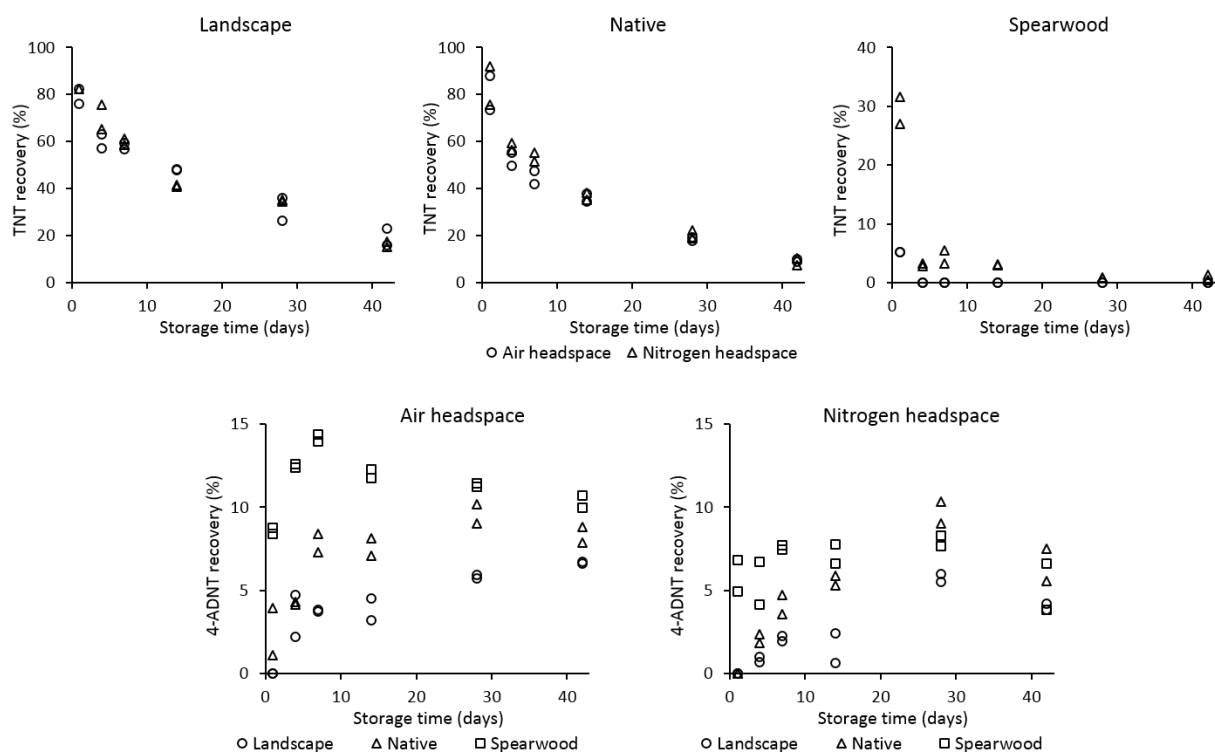 Landscape
Native
Spearwood
100
80
60
40
20
0
TNT recovery (%)
0 10 20 30 40
Storage time (days)
100
80
60
40
20
0
TNT recovery (%)
0 10 20 30 40
Storage time (days)
40
30
20
10
0
TNT recovery (%)
0 10 20 30 40
Storage time (days)
Air headspace Nitrogen headspace
Air headspace
15
10
5
0
4-ADNT recovery (%)
0 10 20 30 40
Storage time (days)
Landscape Native Spearwood
Nitrogen headspace
15
10
5
0
4-ADNT recovery (%)
0 10 20 30 40
Storage time (days)
Landscape Native Spearwood